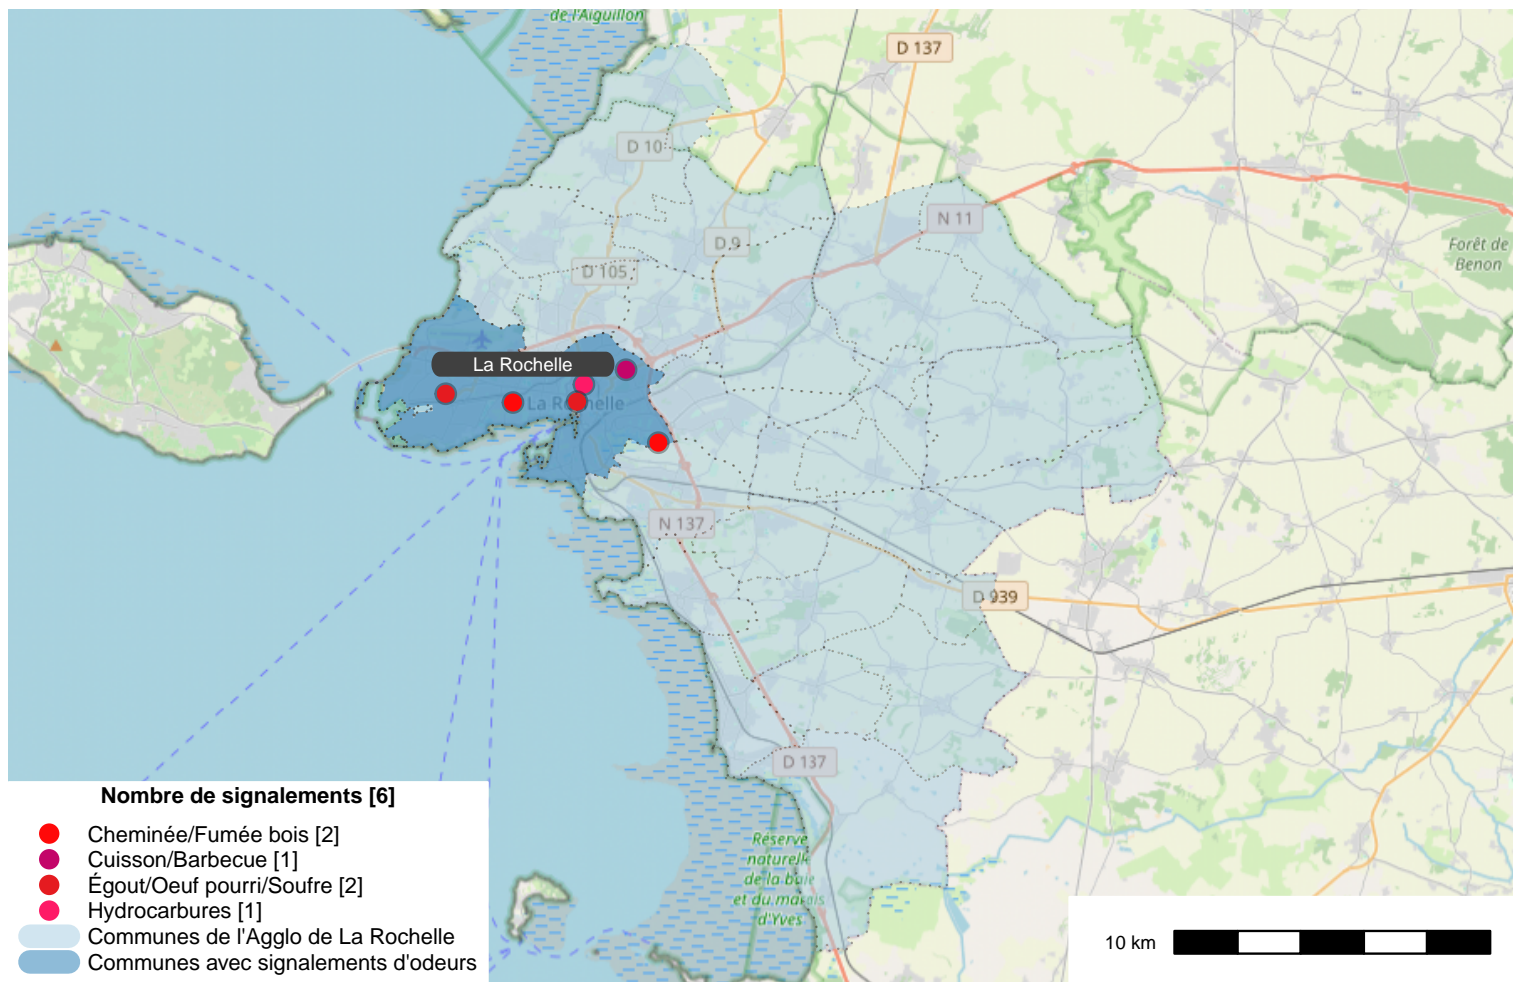 de l'Aiguillon
D 137
D 10
N 11
D 9
Forêt de
Benon
D 105
La Rochelle
La Rochelle
N 137
D 939
D 137
Réserve
naturelle
de la baie
et du marais
d'Yves
Nombre de signalements [6]
Cheminée/Fumée bois [2]
Cuisson/Barbecue [1]
Égout/Oeuf pourri/Soufre [2]
Hydrocarbures [1]
Communes de l'Agglo de La Rochelle
Communes avec signalements d'odeurs
10 km